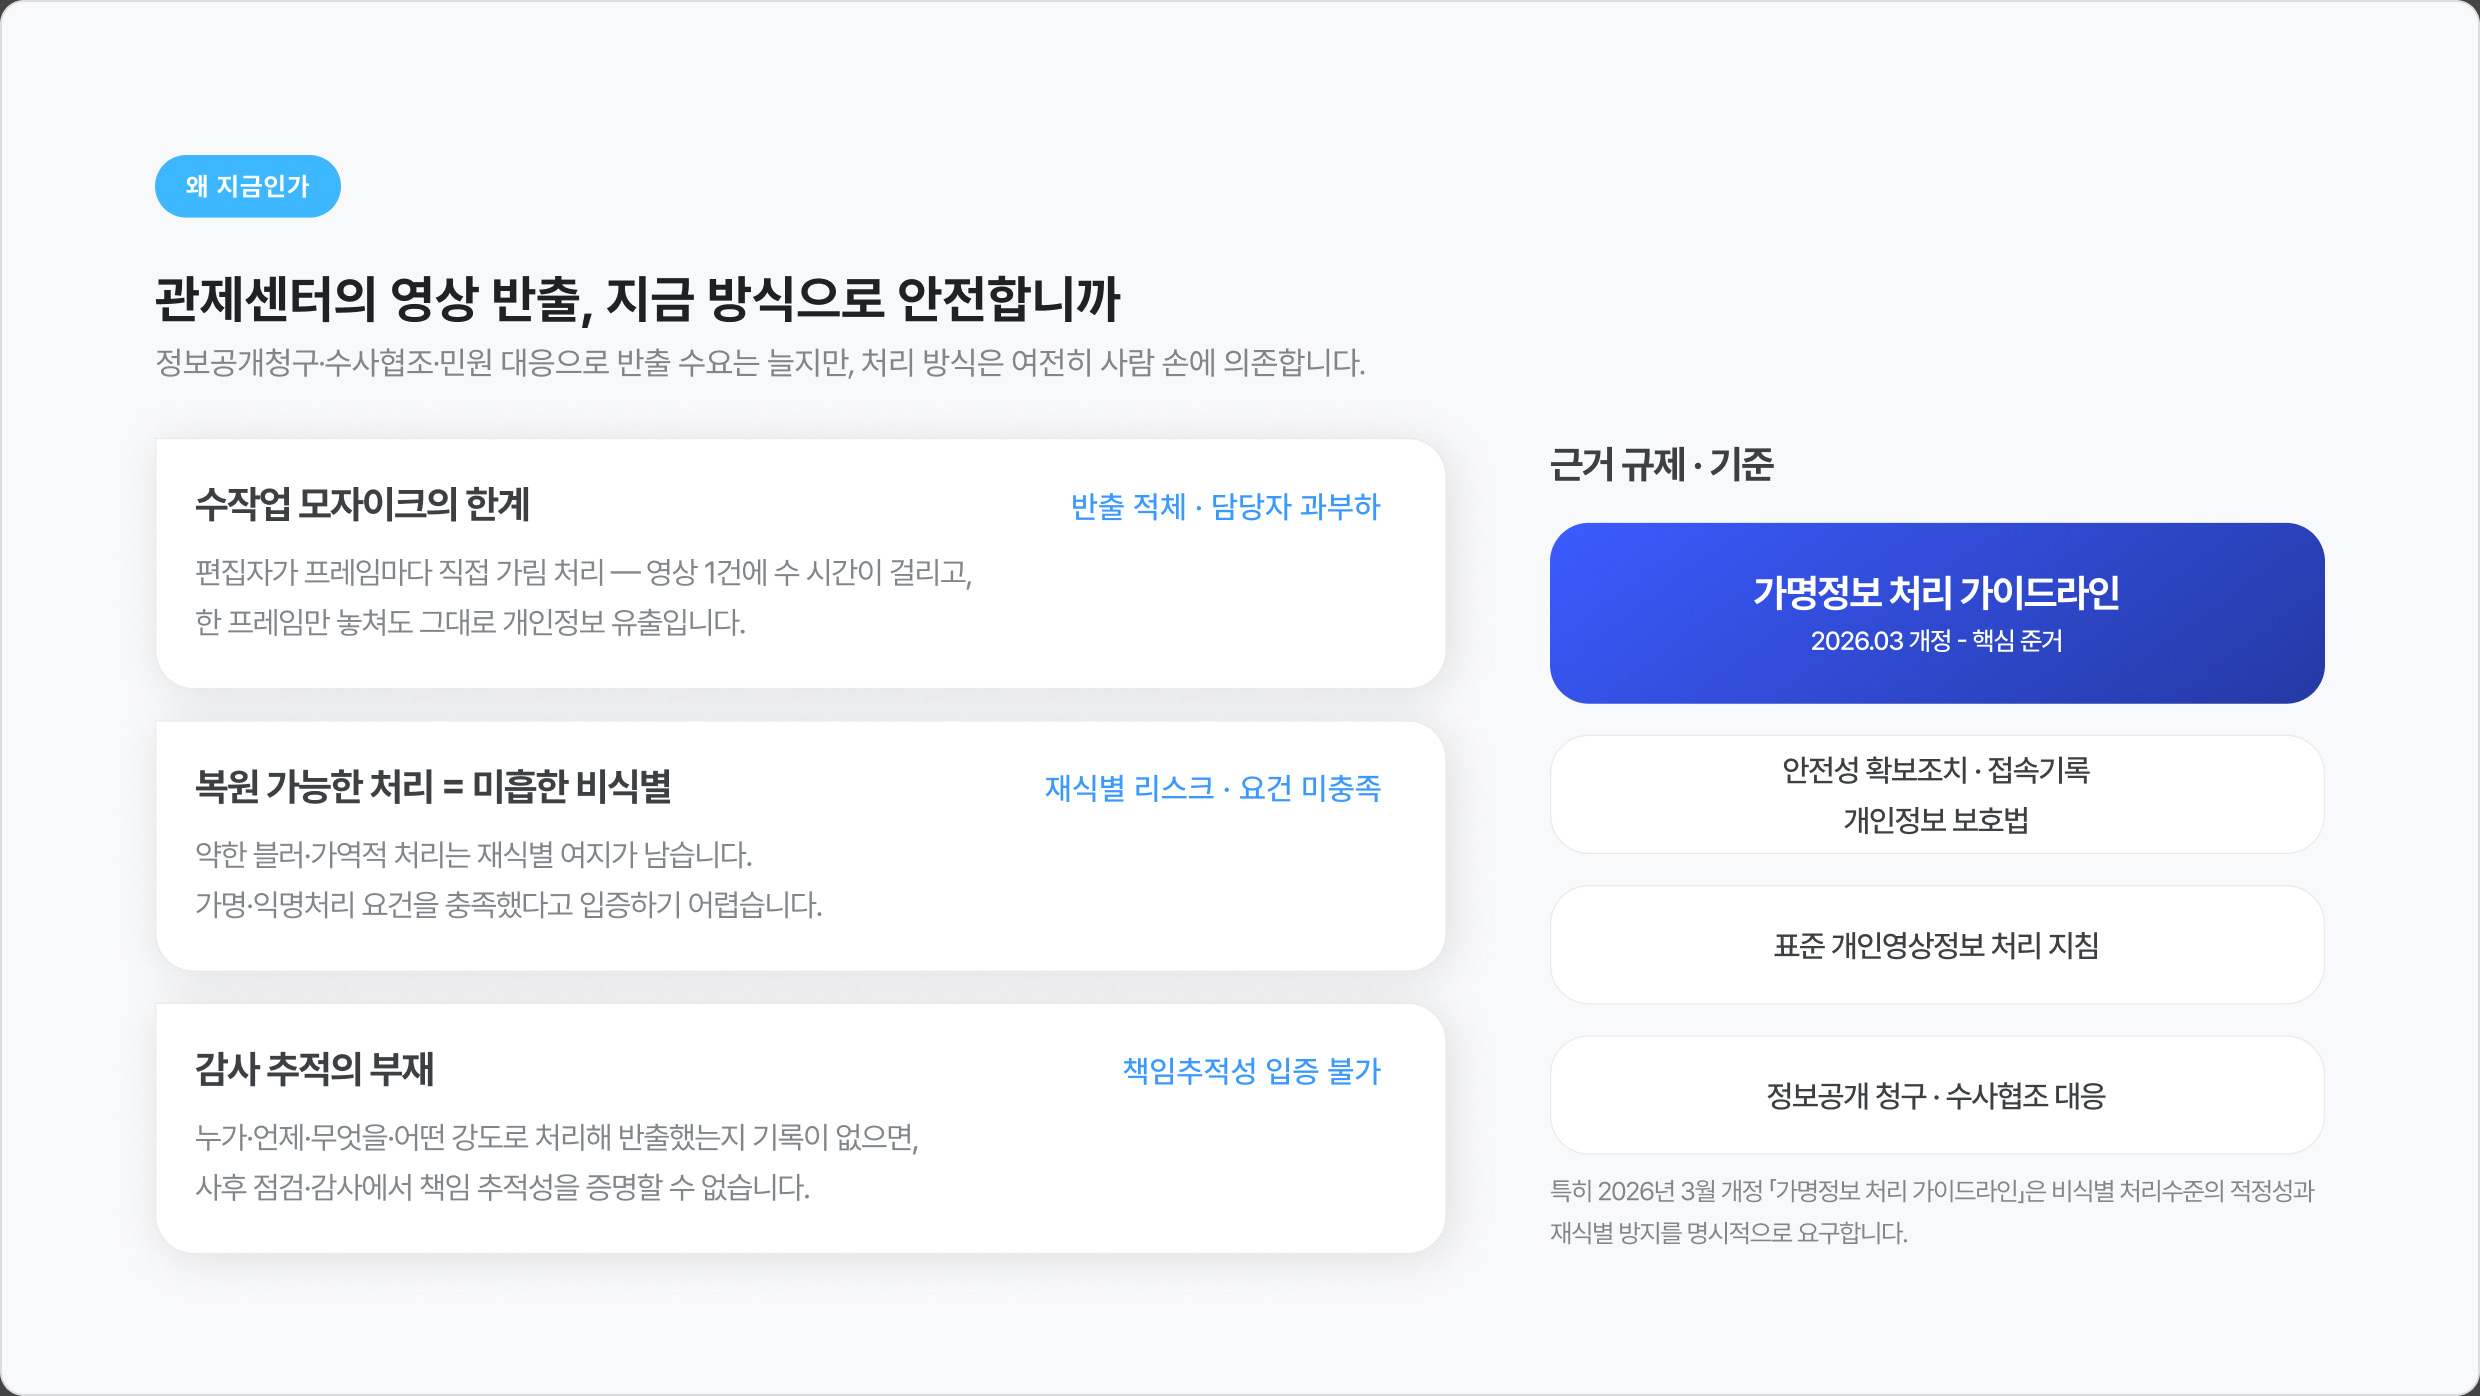 왜 지금인가
관제센터의 영상 반출, 지금 방식으로 안전합니까
정보공개청구·수사협조·민원 대응으로 반출 수요는 늘지만, 처리 방식은 여전히 사람 손에 의존합니다.
수작업 모자이크의 한계
반출 적체 · 담당자 과부하
편집자가 프레임마다 직접 가림 처리 — 영상 1건에 수 시간이 걸리고,
한 프레임만 놓쳐도 그대로 개인정보 유출입니다.
복원 가능한 처리 = 미흡한 비식별
재식별 리스크 · 요건 미충족
약한 블러·가역적 처리는 재식별 여지가 남습니다.
가명·익명처리 요건을 충족했다고 입증하기 어렵습니다.
감사 추적의 부재
책임추적성 입증 불가
누가·언제·무엇을·어떤 강도로 처리해 반출했는지 기록이 없으면,
사후 점검·감사에서 책임 추적성을 증명할 수 없습니다.
근거 규제 · 기준
가명정보 처리 가이드라인
2026.03 개정 - 핵심 준거
안전성 확보조치 · 접속기록
개인정보 보호법
표준 개인영상정보 처리 지침
정보공개 청구 · 수사협조 대응
특히 2026년 3월 개정 「가명정보 처리 가이드라인」은 비식별 처리수준의 적정성과
재식별 방지를 명시적으로 요구합니다.